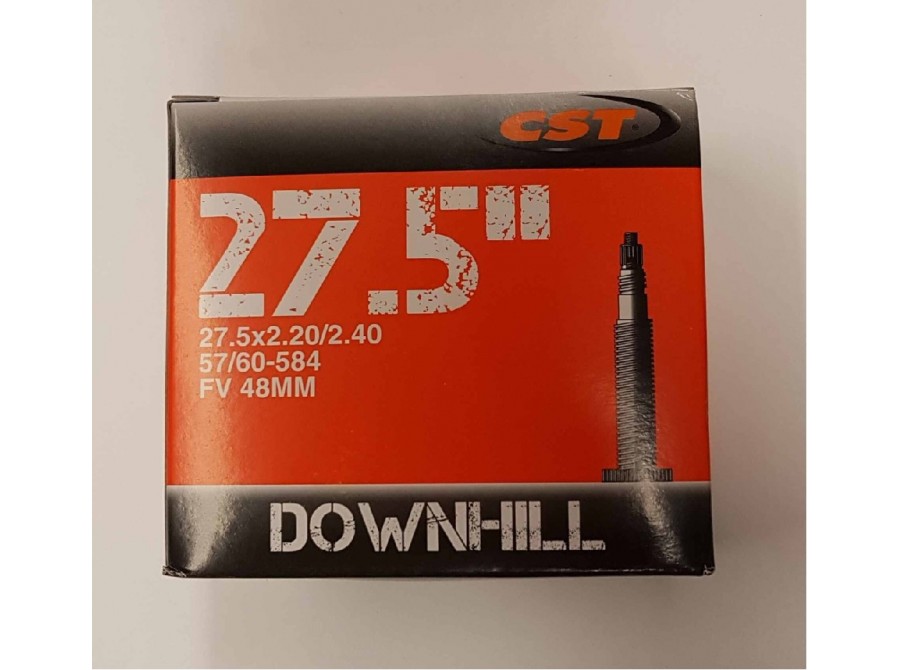 CST
27.5"
27.5x2.20/2.40
57/60-584
FV 48MM
DOWNHILL